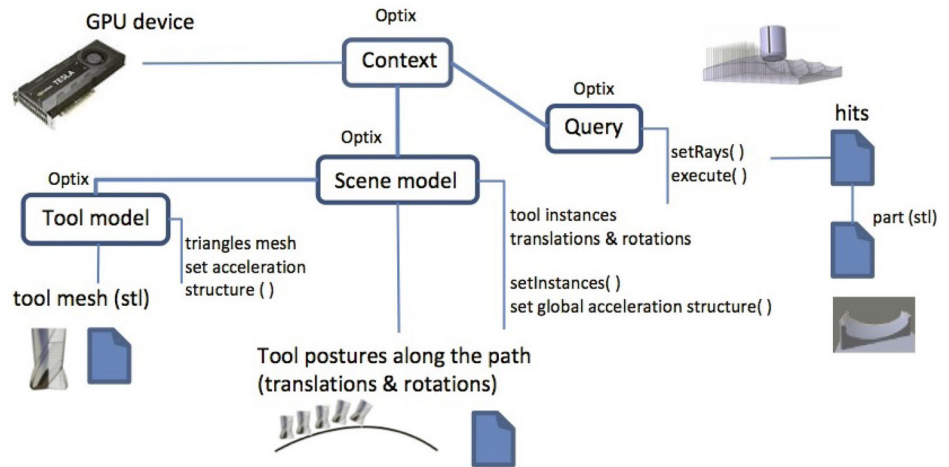 GPU device
Optix
Context
TESLA
Optix
Query
hits
setRays( )
execute( )
Optix
Scene model
Optix
Tool model
part (stl)
tool instances
translations & rotations
triangles mesh
set acceleration
structure ( )
setInstances( )
set global acceleration structure( )
tool mesh (stl)
Tool postures along the path
(translations & rotations)